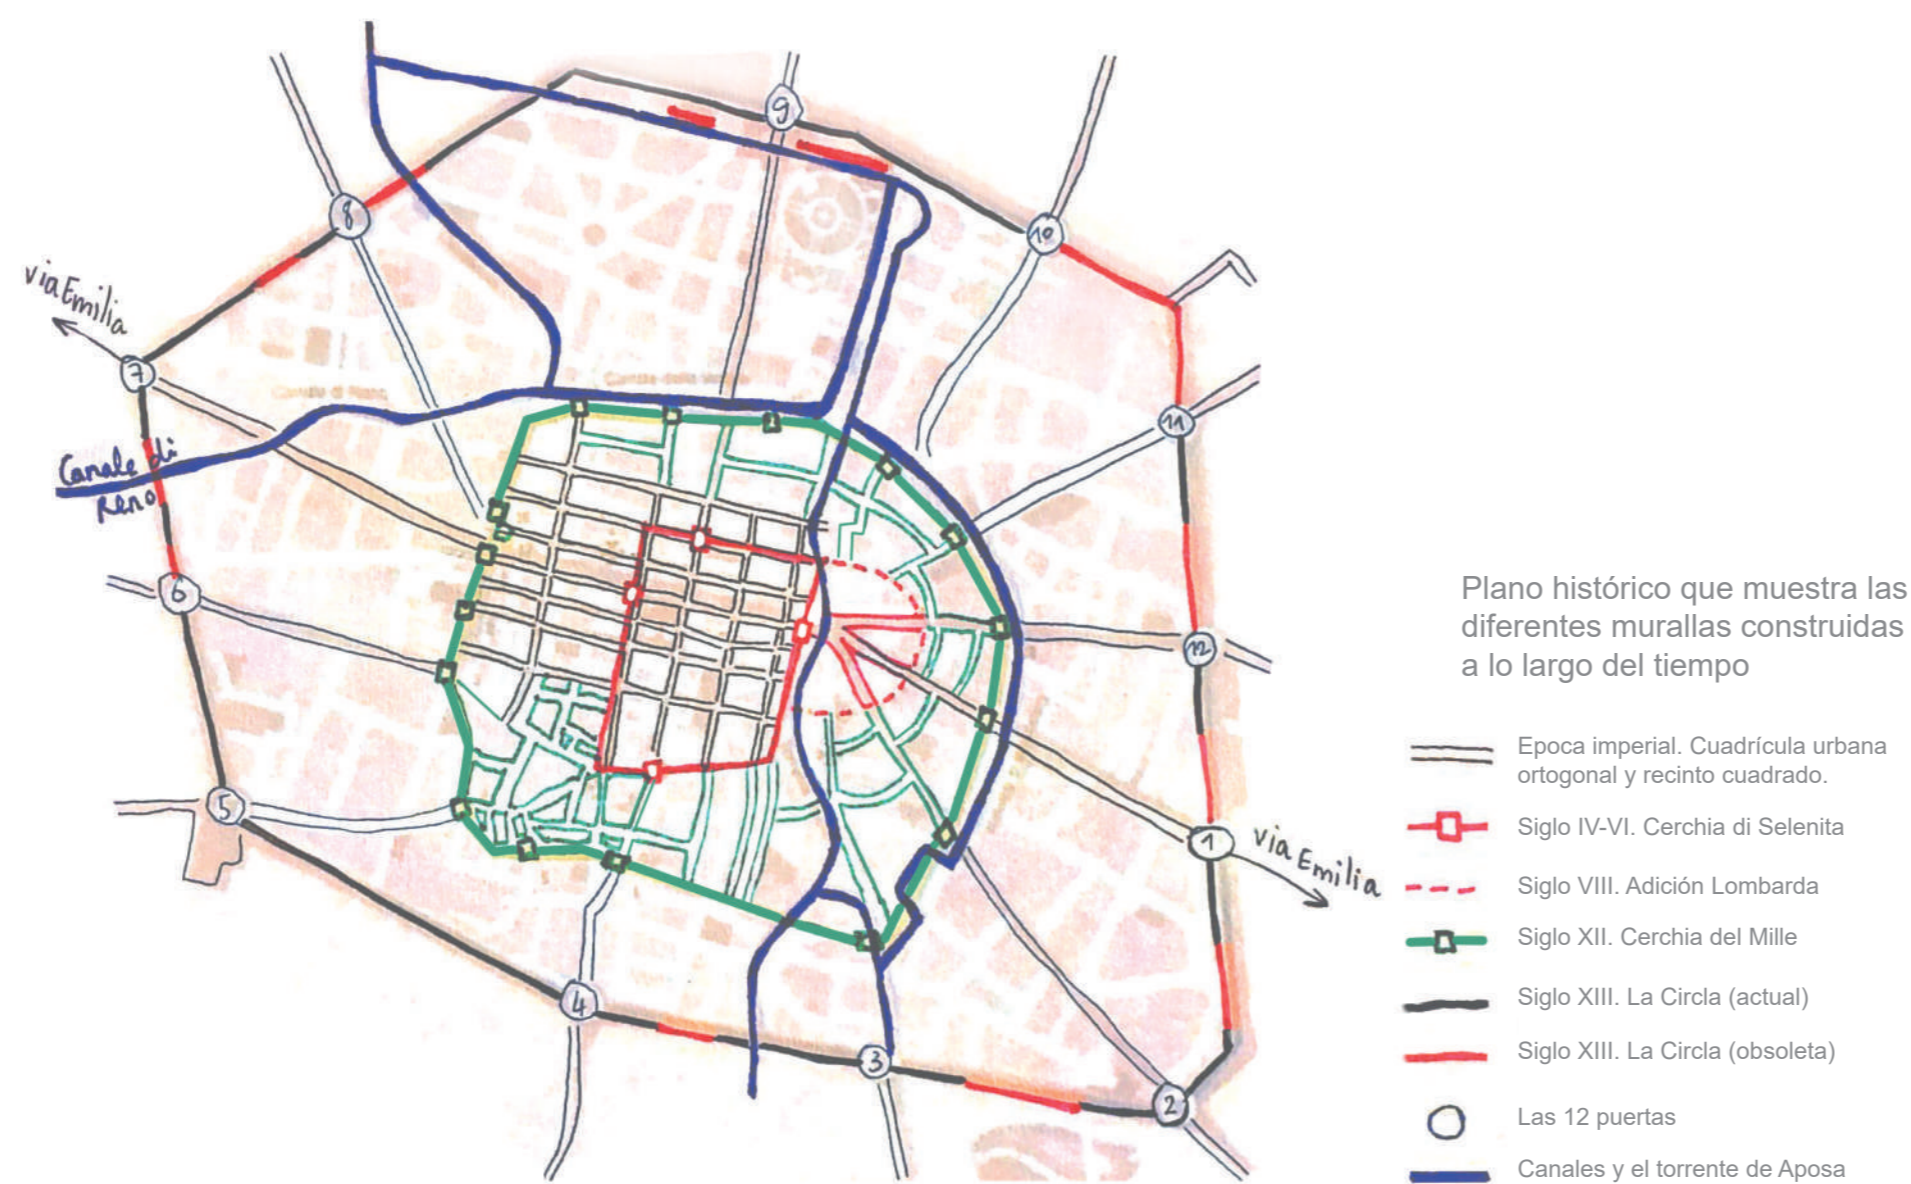 9
10
8
via Emilia
7
11
Canale di
Reno
6
12
5
1
via Emilia
4
3
2
Plano histórico que muestra las
diferentes murallas construidas
a lo largo del tiempo
Epoca imperial. Cuadrícula urbana
ortogonal y recinto cuadrado.
Siglo IV-VI. Cerchia di Selenita
Siglo VIII. Adición Lombarda
Siglo XII. Cerchia del Mille
Siglo XIII. La Circla (actual)
Siglo XIII. La Circla (obsoleta)
Las 12 puertas
Canales y el torrente de Aposa